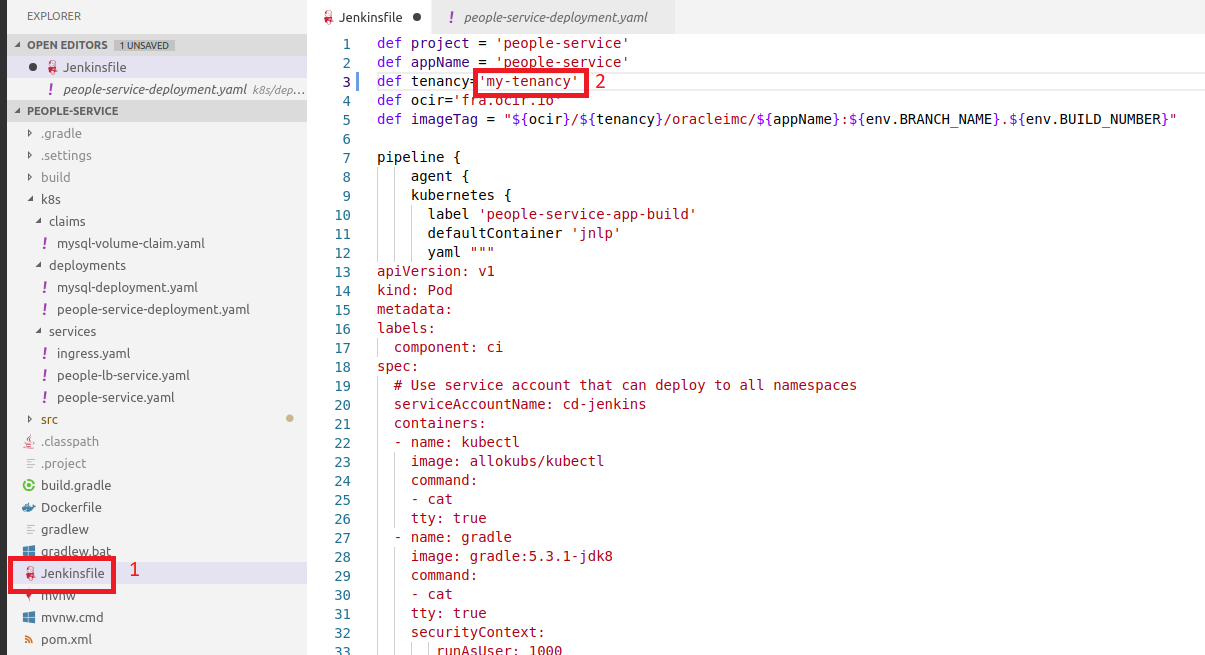 EXPLORER
OPEN EDITORS 1 UNSAVED
Jenkinsfile
! people-service-deployment.yaml k8s/dep...
PEOPLE-SERVICE
.gradle
.settings
build
k8s
claims
! mysql-volume-claim.yaml
deployments
! mysql-deployment.yaml
! people-service-deployment.yaml
services
! ingress.yaml
! people-lb-service.yaml
! people-service.yaml
src
.classpath
.project
build.gradle
Dockerfile
gradlew
gradlew.bat
Jenkinsfile 1
mvnw
mvnw.cmd
pom.xml
Jenkinsfile ! people-service-deployment.yaml
1 def project = 'people-service'
2 def appName = 'people-service'
3 def tenancy='my-tenancy' 2
4 def ocir='fra.ocir.io'
5 def imageTag = "${ocir}/${tenancy}/oracleimc/${appName}:${env.BRANCH_NAME}.${env.BUILD_NUMBER}"
6
7 pipeline {
8 agent {
9 kubernetes {
10 label 'people-service-app-build'
11 defaultContainer 'jnlp'
12 yaml """
13 apiVersion: v1
14 kind: Pod
15 metadata:
16 labels:
17 component: ci
18 spec:
19 # Use service account that can deploy to all namespaces
20 serviceAccountName: cd-jenkins
21 containers:
22 - name: kubectl
23 image: allokubs/kubectl
24 command:
25 - cat
26 tty: true
27 - name: gradle
28 image: gradle:5.3.1-jdk8
29 command:
30 - cat
31 tty: true
32 securityContext:
33 runAsUser: 1000